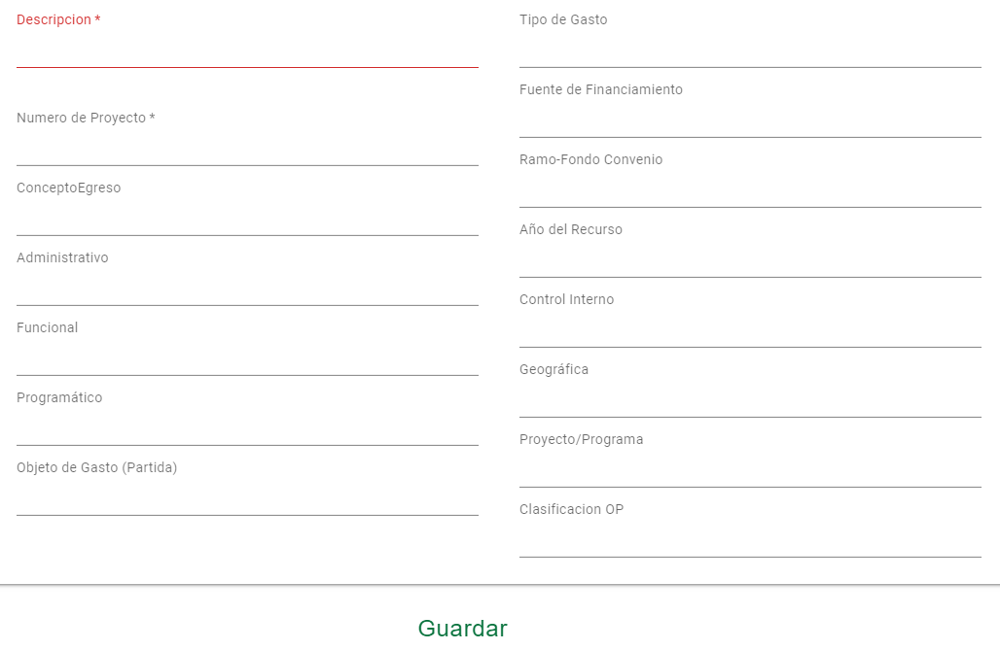 Descripcion *
Numero de Proyecto *
ConceptoEgreso
Administrativo
Funcional
Programático
Objeto de Gasto (Partida)
Tipo de Gasto
Fuente de Financiamiento
Ramo-Fondo Convenio
Año del Recurso
Control Interno
Geográfica
Proyecto/Programa
Clasificacion OP
Guardar